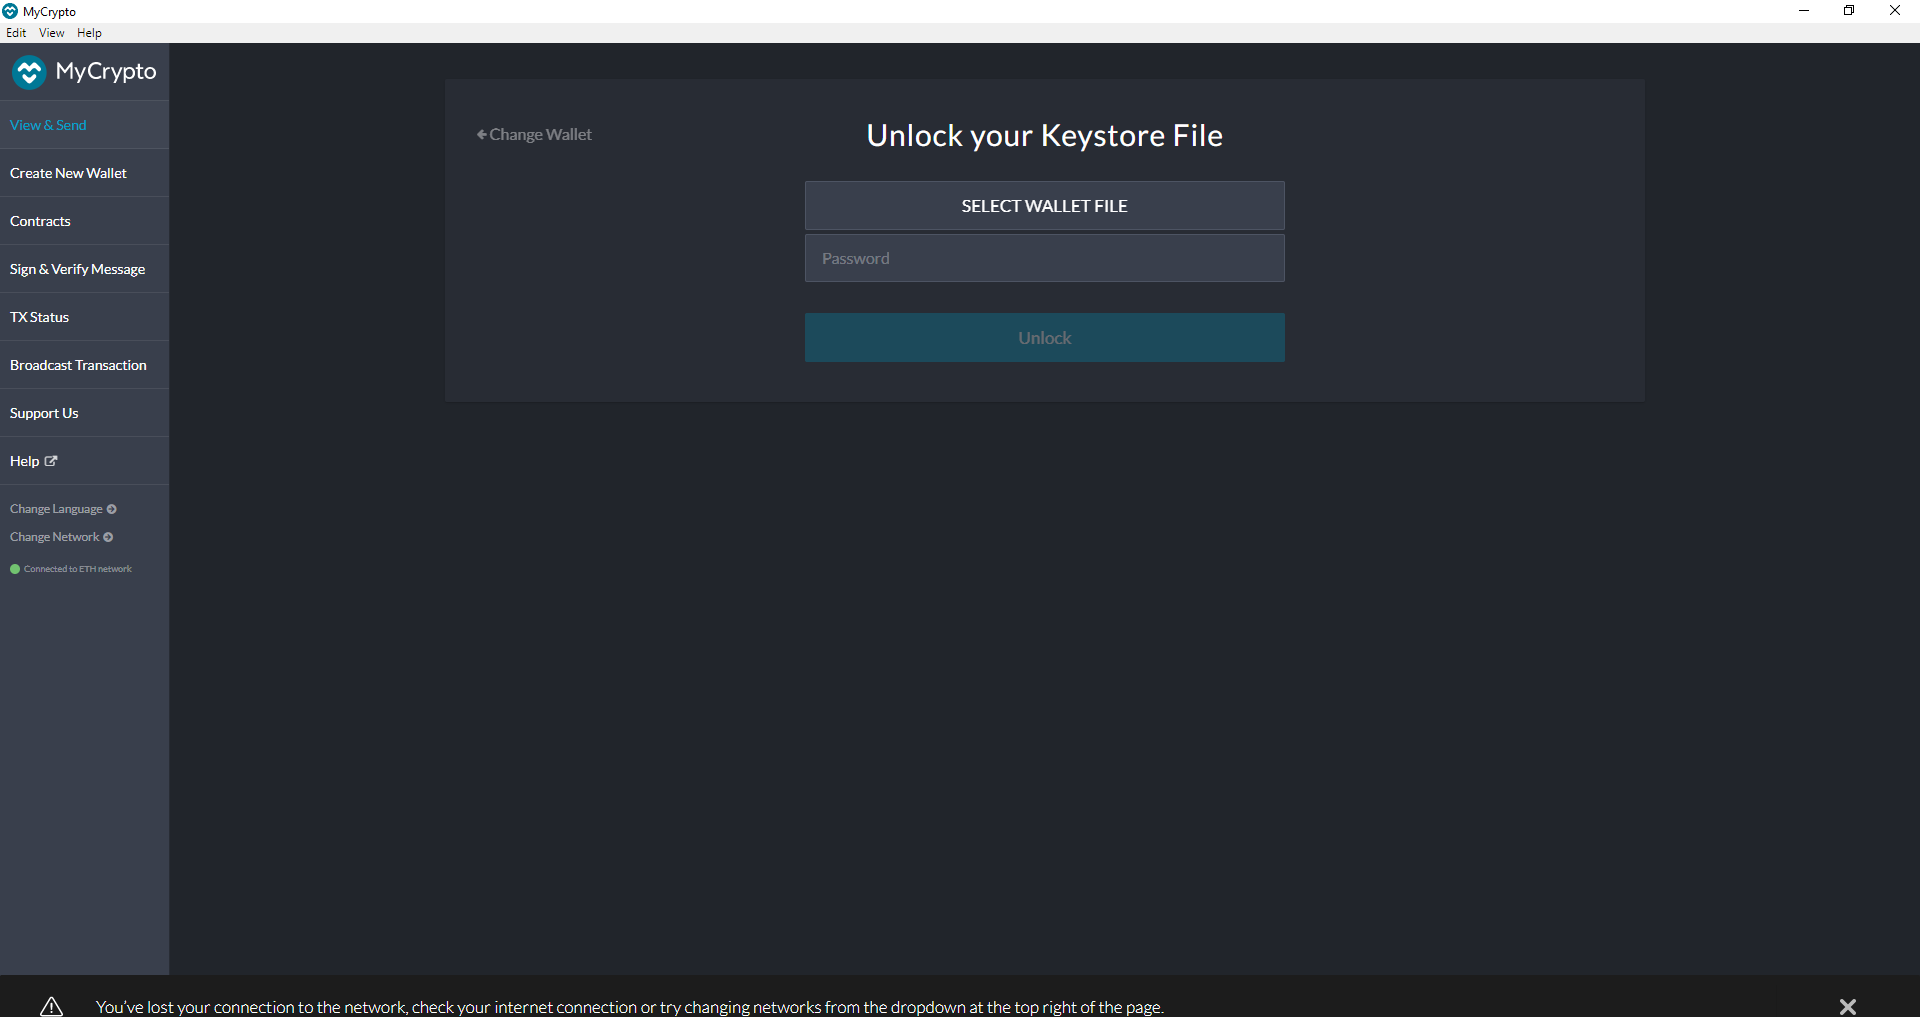 MyCrypto
Edit View Help
MyCrypto
View & Send
Create New Wallet
Contracts
Sign & Verify Message
TX Status
Broadcast Transaction
Support Us
Help
Change Language
Change Network
Connected to ETH network
Change Wallet
Unlock your Keystore File
SELECT WALLET FILE
Password
Unlock
You've lost your connection to the network, check your internet connection or try changing networks from the dropdown at the top right of the page.